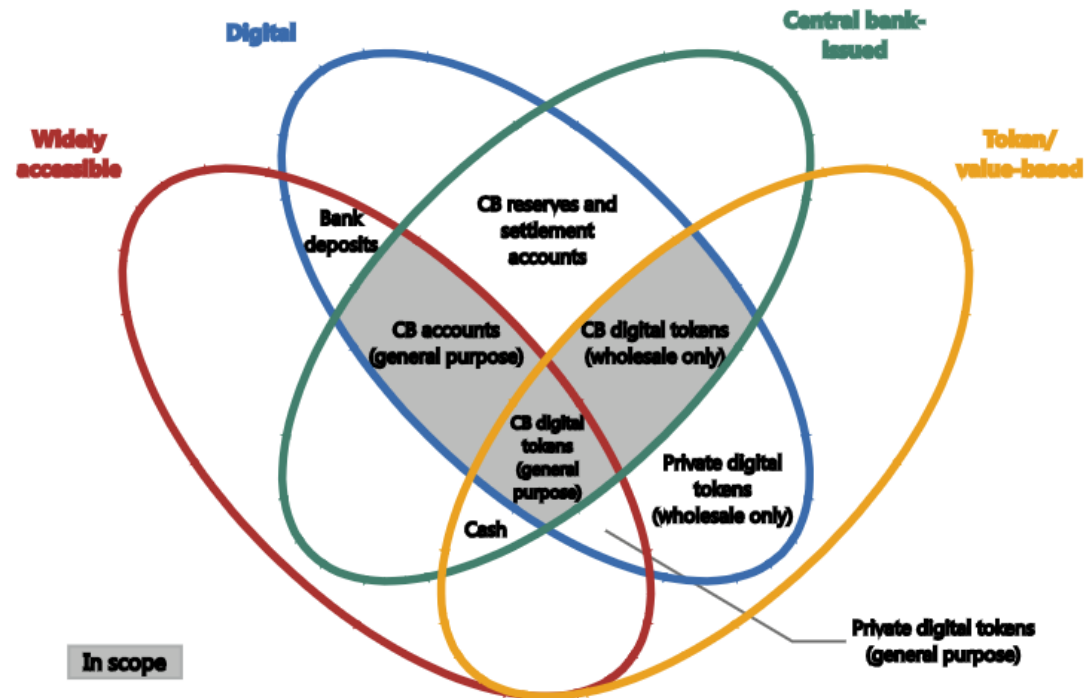 Digital
Central bank-
issued
Widely
accessible
Token/
value-based
Bank
deposits
CB reserves and
settlement
accounts
CB accounts
(general purpose)
CB digital tokens
(wholesale only)
CB digital
tokens
(general
purpose)
Private digital
tokens
(wholesale only)
Cash
Private digital tokens
(general purpose)
In scope